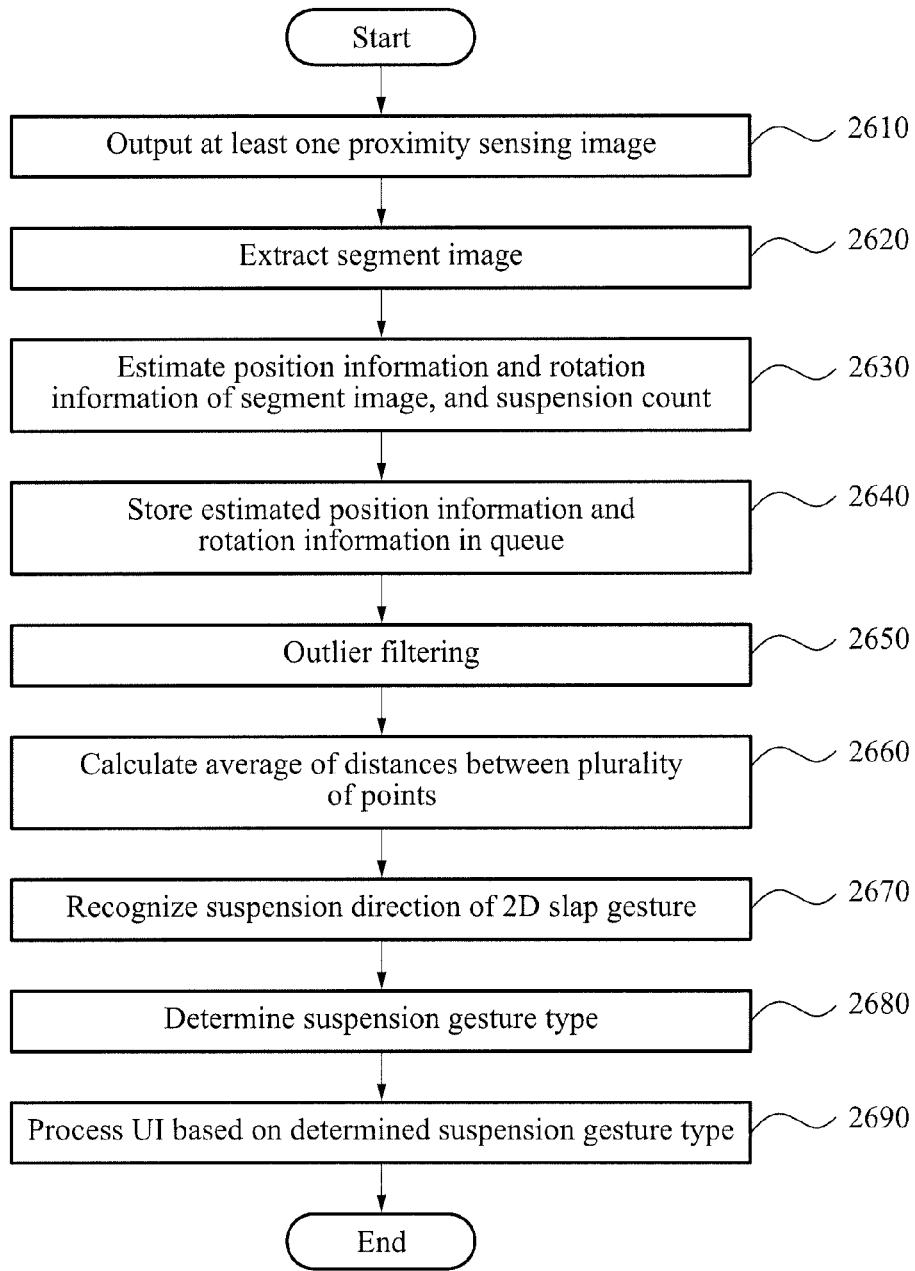 Start
Output at least one proximity sensing image
2610
Extract segment image
2620
Estimate position information and rotation
information of segment image, and suspension count
2630
Store estimated position information and
rotation information in queue
2640
Outlier filtering
2650
Calculate average of distances between plurality
of points
2660
Recognize suspension direction of 2D slap gesture
2670
Determine suspension gesture type
2680
Process UI based on determined suspension gesture type
2690
End